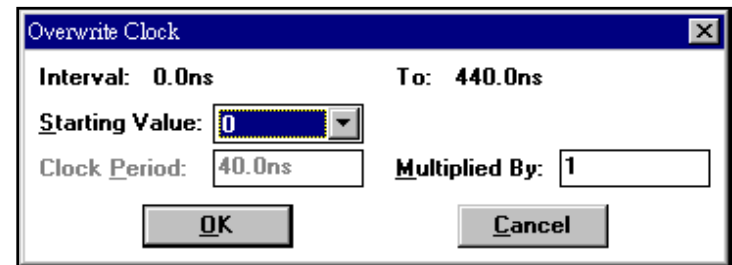 Overwrite Clock
Interval: 0.0ns To: 440.0ns
Starting Value: 0
Clock Period: 40.0ns Multiplied By: 1
OK Cancel